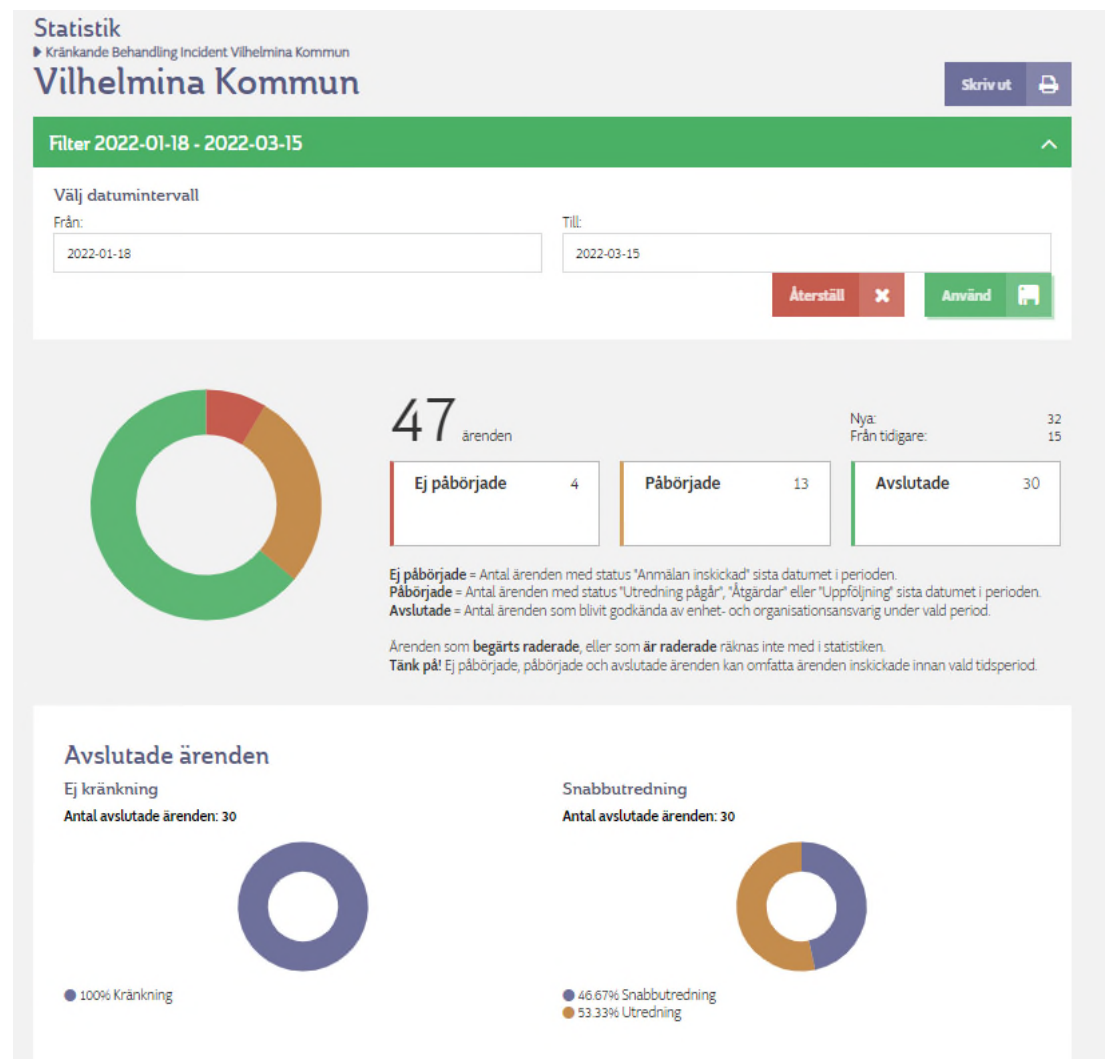 Statistik
Kränkande Behandling Incident Vilhelmina Kommun
Vilhelmina Kommun
Skriv ut
Filter 2022-01-18 - 2022-03-15
Välj datumintervall
Från:
Till:
2022-01-18
2022-03-15
Återställ
Använd
47 ärenden
Nya: 32
Från tidigare: 15
Ej påbörjade 4
Påbörjade 13
Avslutade 30
Ej påbörjade = Antal ärenden med status "Anmälan inskickad" sista datumet i perioden.
Påbörjade = Antal ärenden med status "Utredning pågår", "Åtgärdar" eller "Uppföljning" sista datumet i perioden.
Avslutade = Antal ärenden som blivit godkända av enhet- och organisationsansvarig under vald period.
Ärenden som begärts raderade, eller som är raderade räknas inte med i statistiken.
Tänk på! Ej påbörjade, påbörjade och avslutade ärenden kan omfatta ärenden inskickade innan vald tidsperiod.
Avslutade ärenden
Ej kränkning
Antal avslutade ärenden: 30
100% Kränkning
Snabbutredning
Antal avslutade ärenden: 30
46.67% Snabbutredning
53.33% Utredning